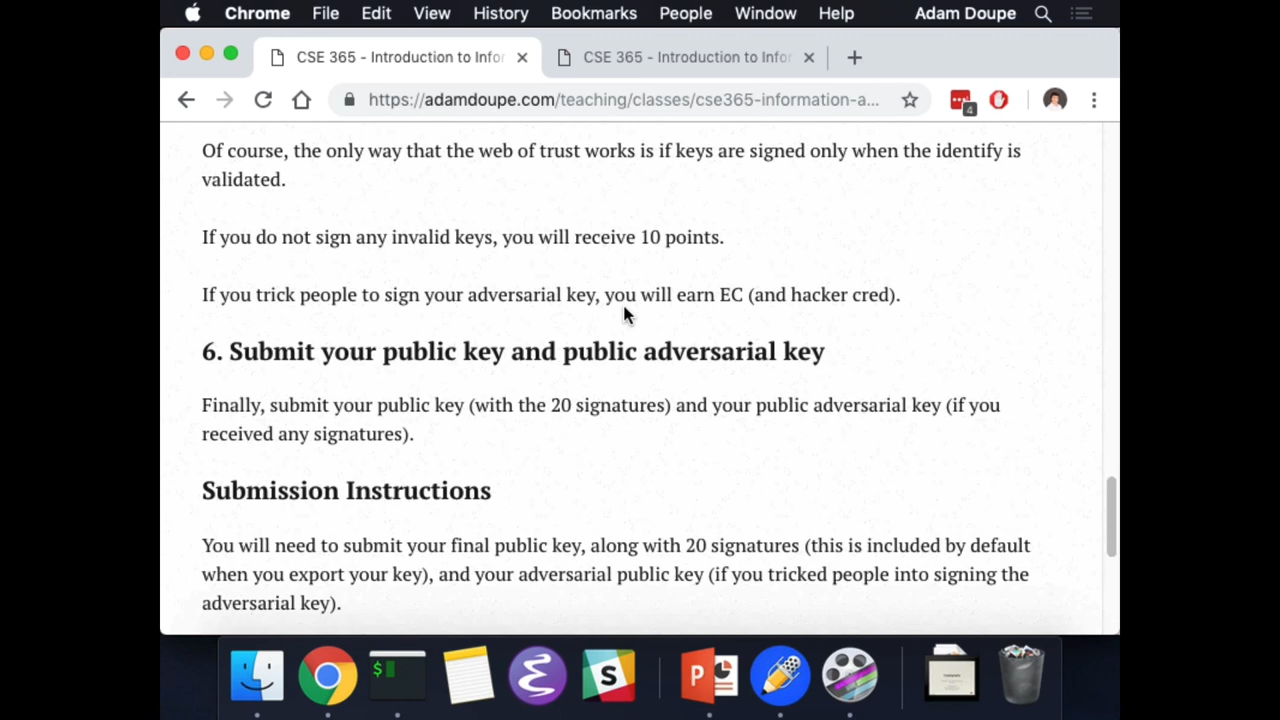 Chrome File Edit View History Bookmarks People Window Help Adam Doupe
CSE 365 - Introduction to Infor CSE 365 - Introduction to Infor
https://adamdoupe.com/teaching/classes/cse365-information-a...
4
Of course, the only way that the web of trust works is if keys are signed only when the identify is
validated.
If you do not sign any invalid keys, you will receive 10 points.
If you trick people to sign your adversarial key, you will earn EC (and hacker cred).
6. Submit your public key and public adversarial key
Finally, submit your public key (with the 20 signatures) and your public adversarial key (if you
received any signatures).
Submission Instructions
You will need to submit your final public key, along with 20 signatures (this is included by default
when you export your key), and your adversarial public key (if you tricked people into signing the
adversarial key).
$ S P